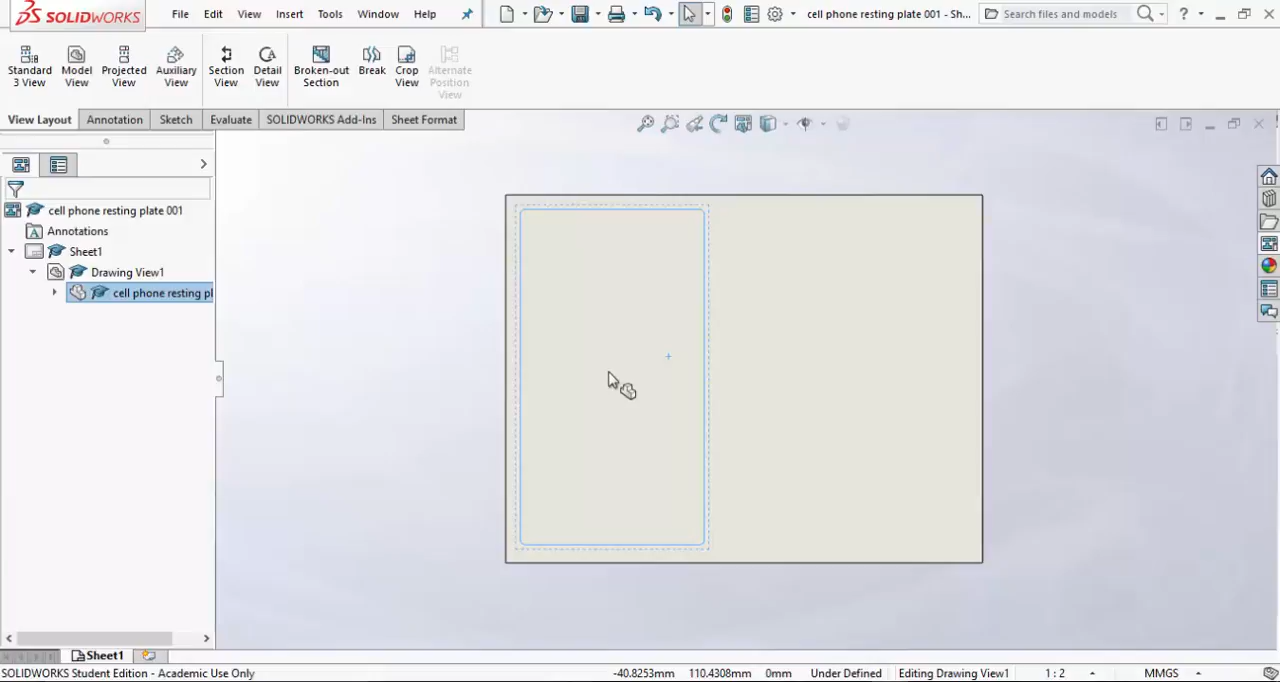 SOLIDWORKS File Edit View Insert Tools Window Help cell phone resting plate 001 - Sh... Search files and models ?
Standard 3 View
Model View
Projected View
Auxiliary View
Section View
Detail View
Broken-out Section
Break
Crop View
Alternate Position View
View Layout Annotation Sketch Evaluate SOLIDWORKS Add-Ins Sheet Format
cell phone resting plate 001
Annotations
Sheet1
Drawing View1
cell phone resting pl
Sheet1
SOLIDWORKS Student Edition - Academic Use Only -40.8253mm 110.4308mm 0mm Under Defined Editing Drawing View1 1 : 2 MMGS